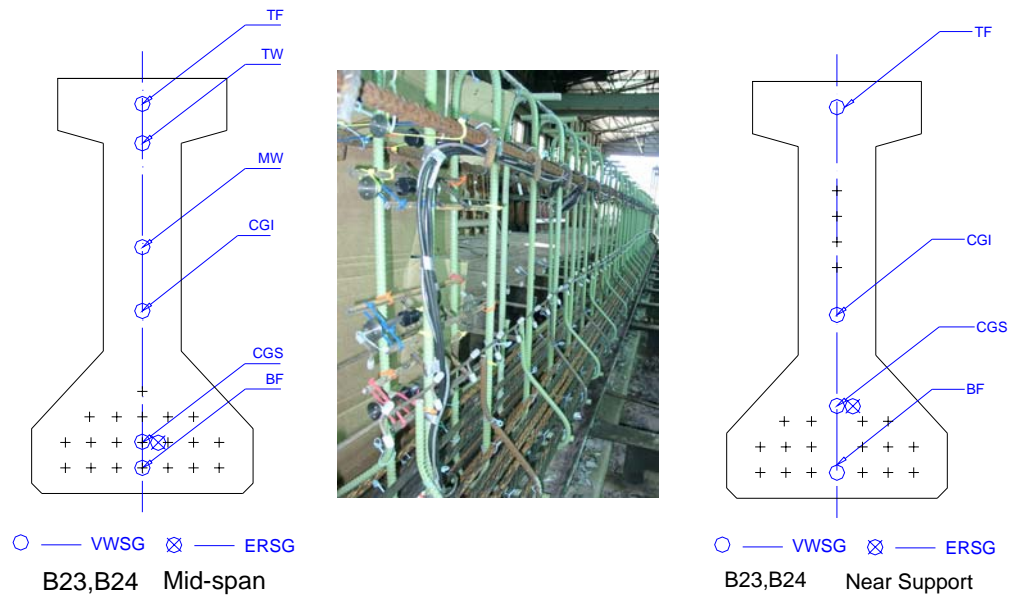 TF
TW
MW
CGI
CGS
BF
VWSG
ERSG
B23,B24 Mid-span
TF
CGI
CGS
BF
VWSG
ERSG
B23,B24 Near Support